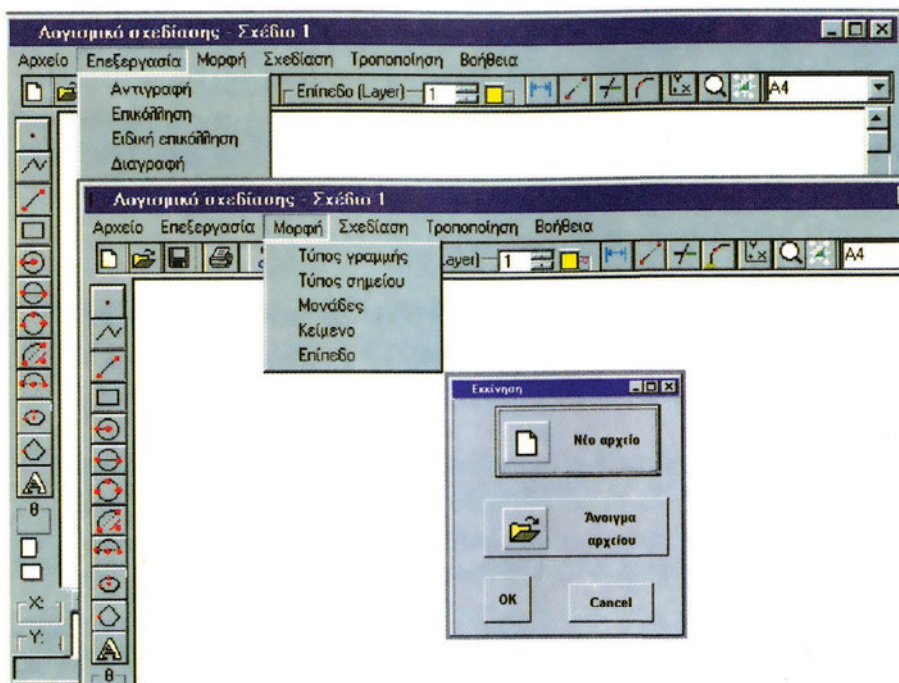 Λογισμικό σχεδίασης - Σχέδιο 1
Αρχείο Επεξεργασία Μορφή Σχεδίαση Τροποποίηση Βοήθεια
Επίπεδο (Layer) 1 A4
Αντιγραφή
Επικόλληση
Ειδική επικόλληση
Διαγραφή
Λογισμικό σχεδίασης - Σχέδιο 1
Αρχείο Επεξεργασία Μορφή Σχεδίαση Τροποποίηση Βοήθεια
ayer) 1 A4
Τύπος γραμμής
Τύπος σημείου
Μονάδες
Κείμενο
Επίπεδο
Εκκίνηση
Νέο αρχείο
Άνοιγμα
αρχείου
OK Cancel
A
θ
X:
Y:
A
θ